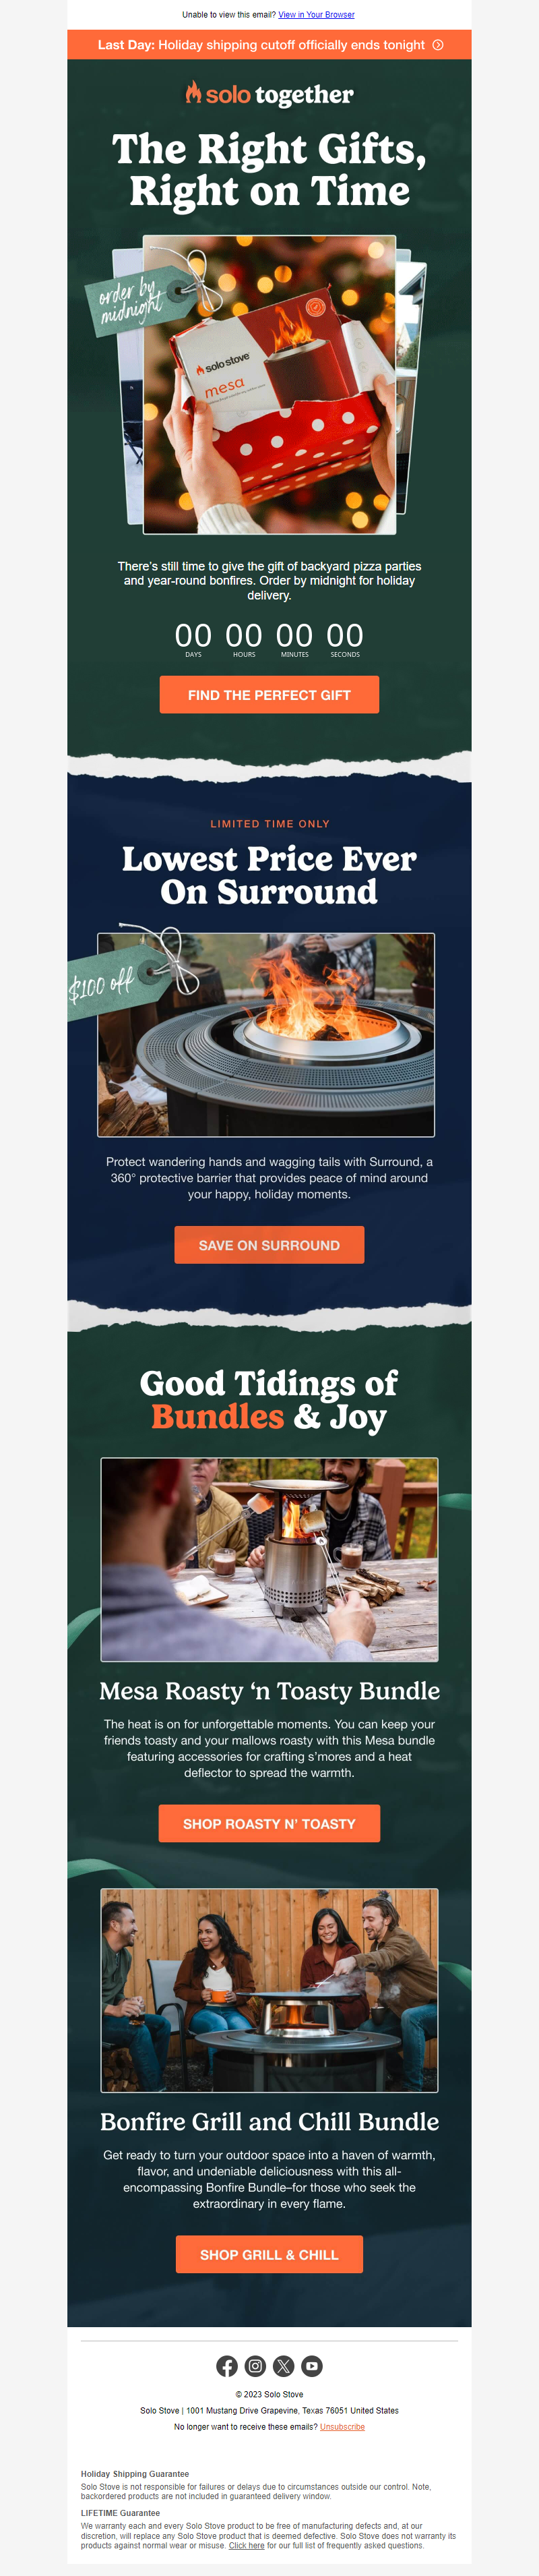 Unable to view this email? View in Your Browser
Last Day: Holiday shipping cutoff officially ends tonight
solo together
The Right Gifts,
Right on Time
order by
midnight
solo stove
mesa
There's still time to give the gift of backyard pizza parties
and year-round bonfires. Order by midnight for holiday
delivery.
00 00 00 00
DAYS HOURS MINUTES SECONDS
FIND THE PERFECT GIFT
LIMITED TIME ONLY
Lowest Price Ever
On Surround
$100 off
Protect wandering hands and wagging tails with Surround, a
360° protective barrier that provides peace of mind around
your happy, holiday moments.
SAVE ON SURROUND
Good Tidings of
Bundles & Joy
Mesa Roasty ‘n Toasty Bundle
The heat is on for unforgettable moments. You can keep your
friends toasty and your mallows roasty with this Mesa bundle
featuring accessories for crafting s’mores and a heat
deflector to spread the warmth.
SHOP ROASTY N’ TOASTY
Bonfire Grill and Chill Bundle
Get ready to turn your outdoor space into a haven of warmth,
flavor, and undeniable deliciousness with this all-
encompassing Bonfire Bundle–for those who seek the
extraordinary in every flame.
SHOP GRILL & CHILL
© 2023 Solo Stove
Solo Stove | 1001 Mustang Drive Grapevine, Texas 76051 United States
No longer want to receive these emails? Unsubscribe
Holiday Shipping Guarantee
Solo Stove is not responsible for failures or delays due to circumstances outside our control. Note,
backordered products are not included in guaranteed delivery window.
LIFETIME Guarantee
We warranty each and every Solo Stove product to be free of manufacturing defects and, at our
discretion, will replace any Solo Stove product that is deemed defective. Solo Stove does not warranty its
products against normal wear or misuse. Click here for our full list of frequently asked questions.